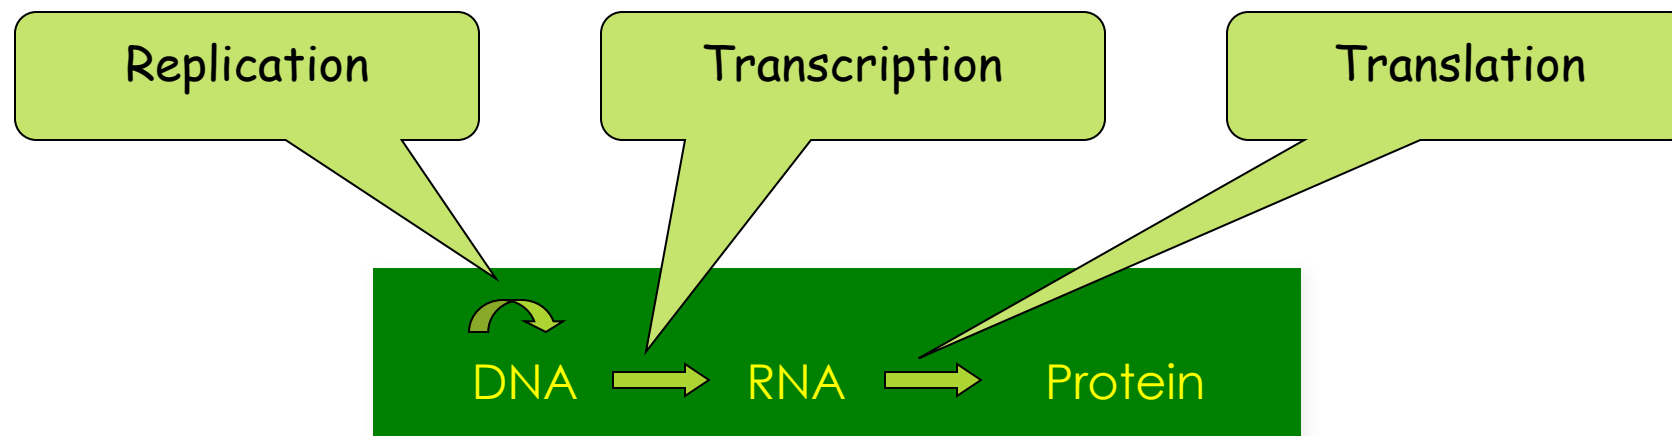 Replication
Transcription
Translation
DNA
RNA
Protein